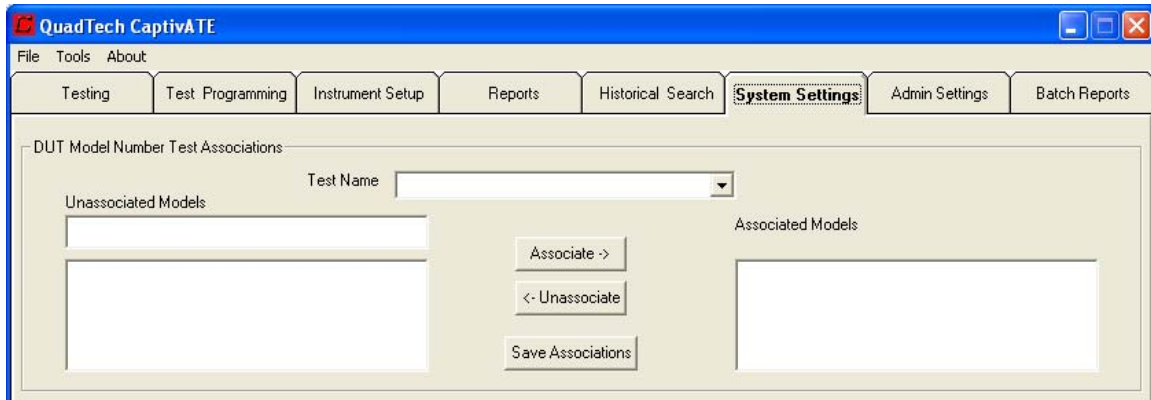 QuadTech CaptivATE
File Tools About
Testing Test Programming Instrument Setup Reports Historical Search System Settings Admin Settings Batch Reports
DUT Model Number Test Associations
Test Name
Unassociated Models
Associated Models
Associate ->
<- Unassociate
Save Associations